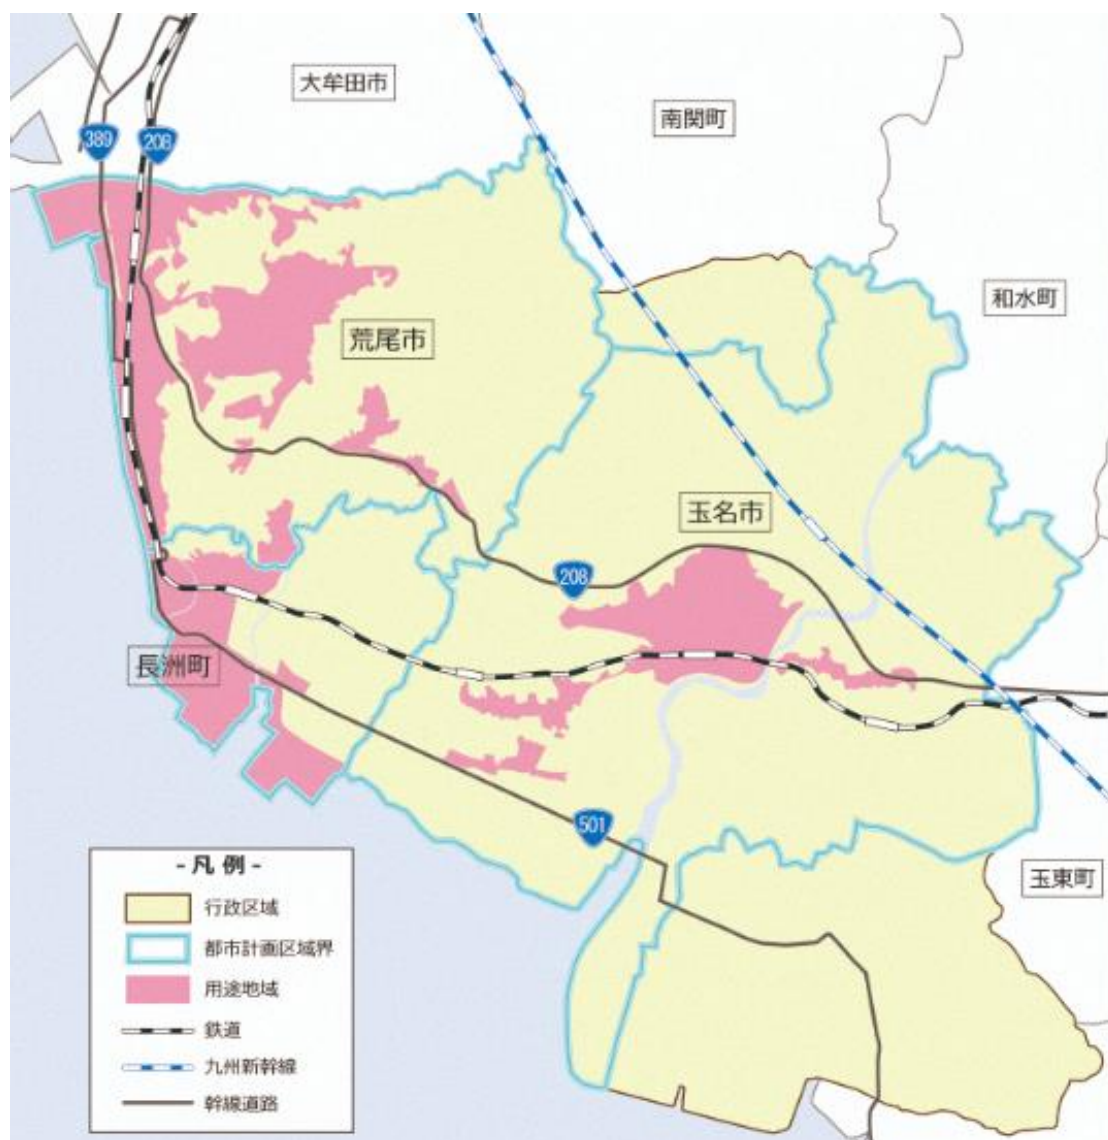 大牟田市
南関町
389
208
和水町
荒尾市
玉名市
208
長洲町
501
玉東町
- 凡 例 -
行政区域
都市計画区域界
用途地域
鉄道
九州新幹線
幹線道路